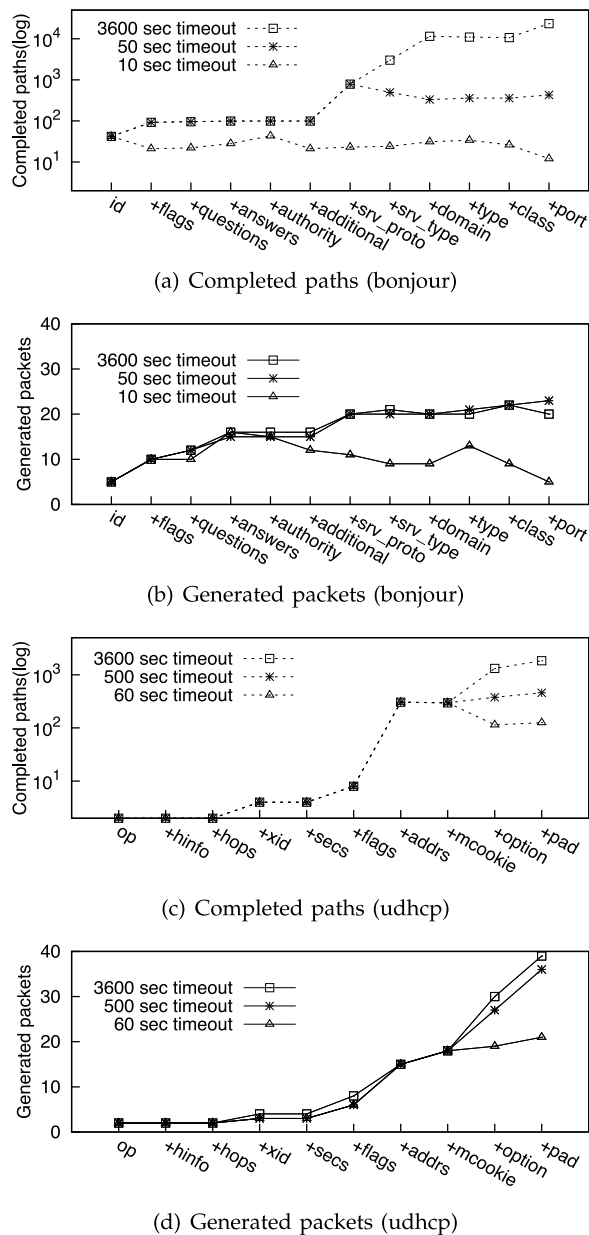 Completed paths(log)
3600 sec timeout
50 sec timeout
10 sec timeout
10^4
10^3
10^2
10^1
id
+flags
+questions
+answers
+authority
+additional
+srv_proto
+srv_type
+domain
+type
+class
+port
(a) Completed paths (bonjour)
Generated packets
3600 sec timeout
50 sec timeout
10 sec timeout
40
30
20
10
0
id
+flags
+questions
+answers
+authority
+additional
+srv_proto
+srv_type
+domain
+type
+class
+port
(b) Generated packets (bonjour)
Completed paths(log)
3600 sec timeout
500 sec timeout
60 sec timeout
10^3
10^2
10^1
op
+hinfo
+hops
+xid
+secs
+flags
+addrs
+mcookie
+option
+pad
(c) Completed paths (udhcp)
Generated packets
3600 sec timeout
500 sec timeout
60 sec timeout
40
30
20
10
0
op
+hinfo
+hops
+xid
+secs
+flags
+addrs
+mcookie
+option
+pad
(d) Generated packets (udhcp)